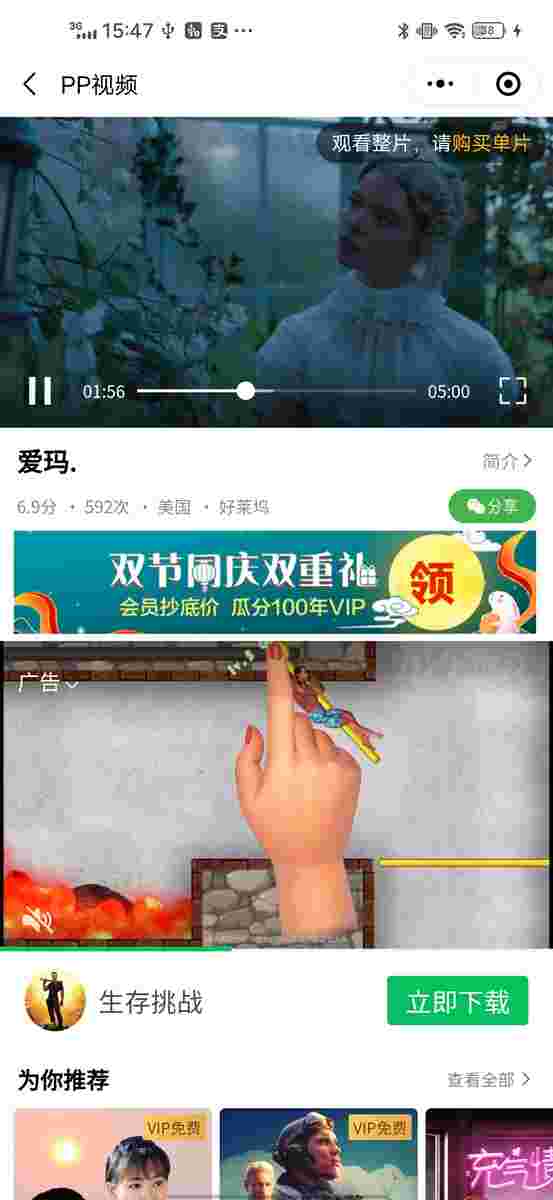 3G 15:47
PP视频
观看整片，请购买单片
01:56
05:00
爱玛.
简介
6.9分 · 592次 · 美国 · 好莱坞
分享
双节同庆双重礼
会员抄底价 瓜分100年VIP
领
广告
生存挑战
立即下载
为你推荐
查看全部
VIP免费
VIP免费